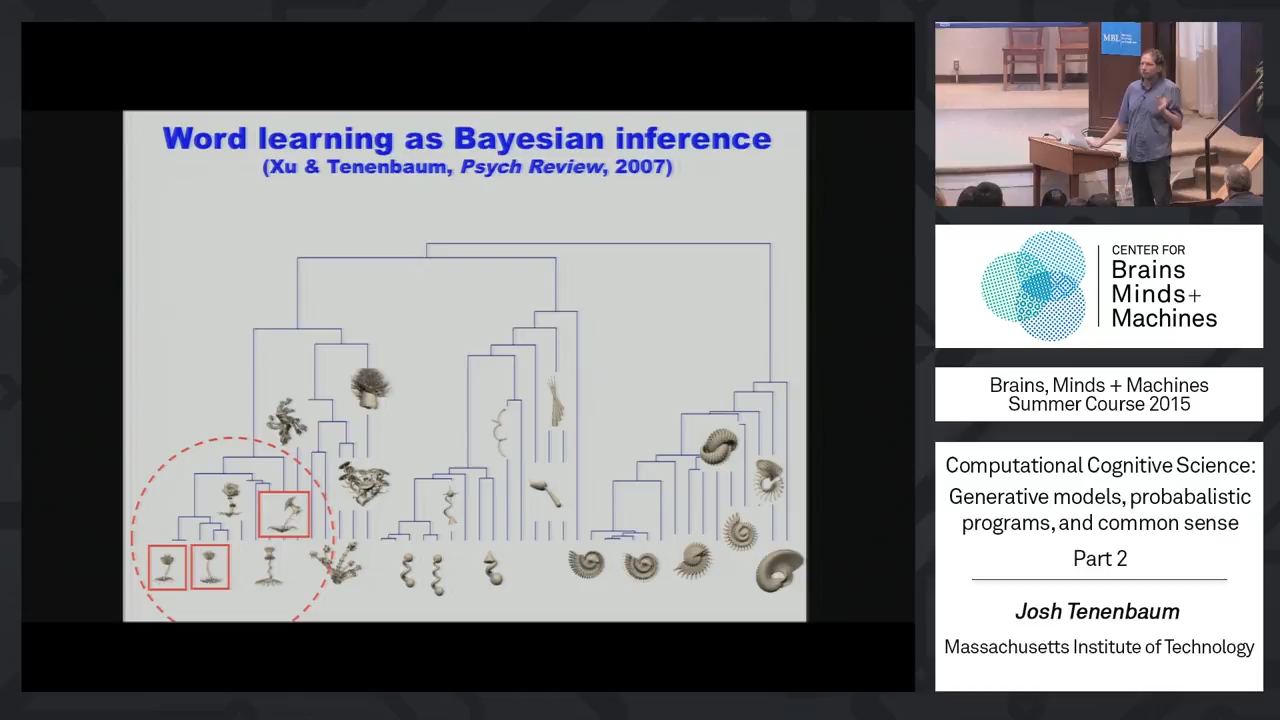 Word learning as Bayesian inference
(Xu & Tenenbaum, Psych Review, 2007)
MBL
CENTER FOR
Brains
Minds+
Machines
Brains, Minds + Machines
Summer Course 2015
Computational Cognitive Science:
Generative models, probabalistic
programs, and common sense
Part 2
Josh Tenenbaum
Massachusetts Institute of Technology